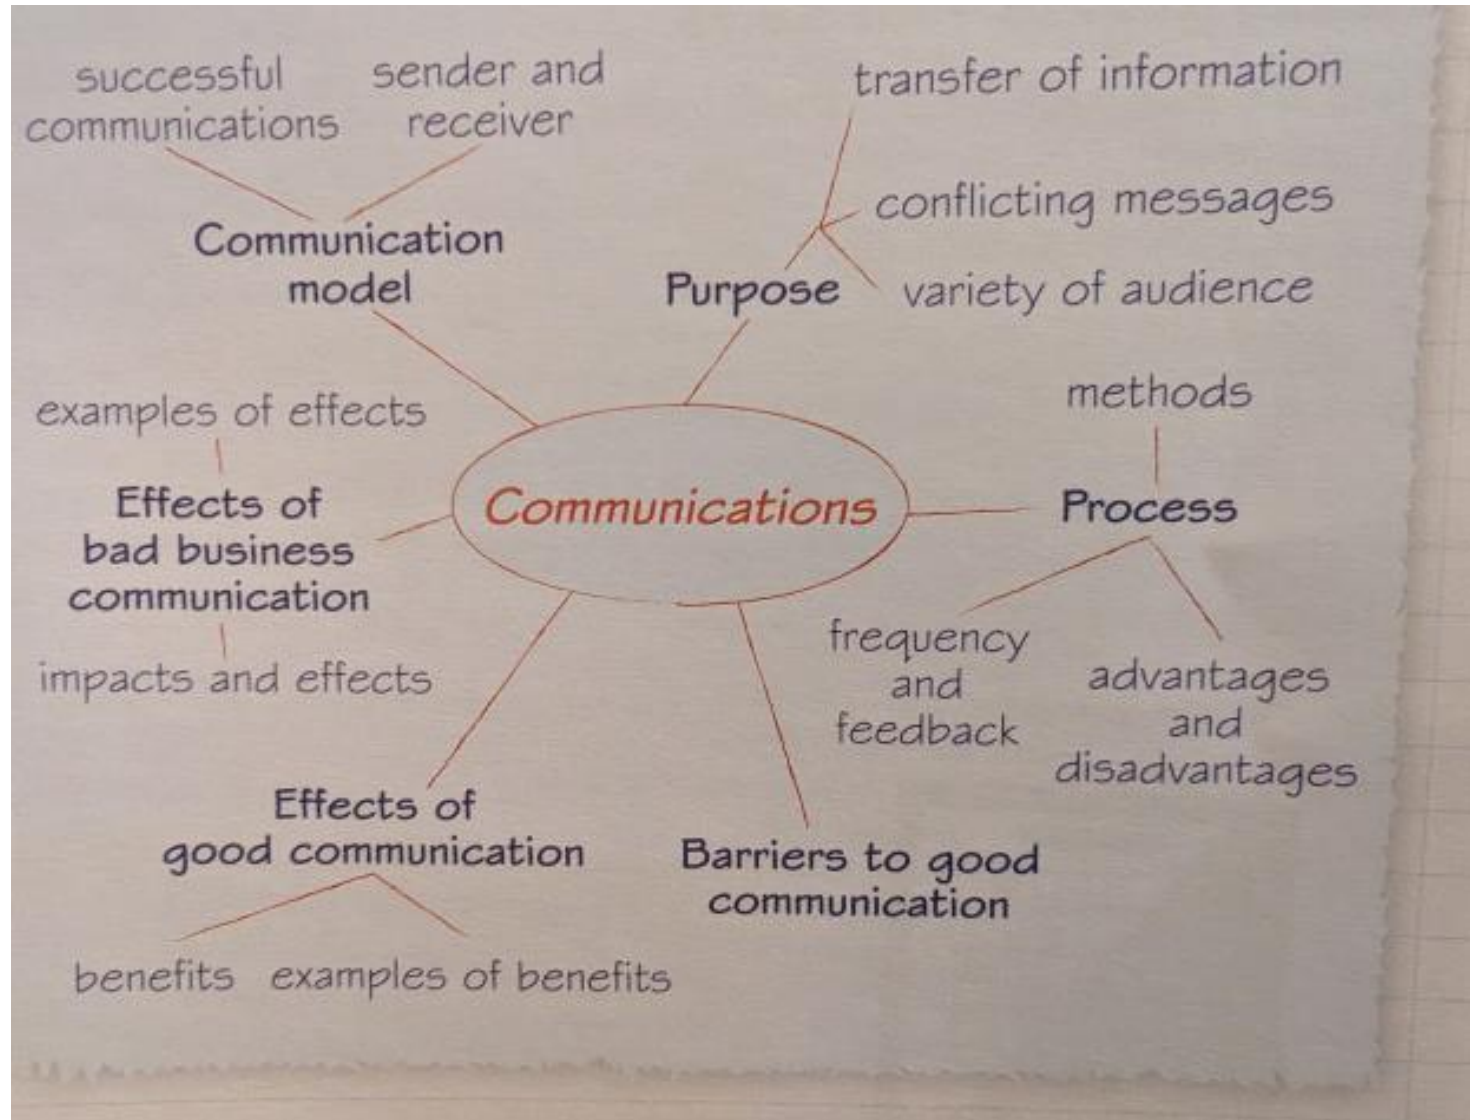 successful
communications
sender and
receiver
Communication
model
transfer of information
conflicting messages
Purpose
variety of audience
examples of effects
Effects of
bad business
communication
impacts and effects
Communications
methods
Process
frequency
and
feedback
advantages
and
disadvantages
Effects of
good communication
benefits
examples of benefits
Barriers to good
communication